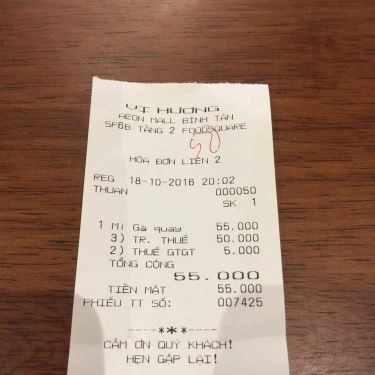 VỊ HƯƠNG
AEON MALL BÌNH TÂN
SF6B TẦNG 2 FOODSQUARE
50
HÓA ĐƠN LIÊN 2
REG 18-10-2016 20:02
THUAN 000050
SK 1
1 Mì Gà quay 55.000
3) TR. THUẾ 50.000
2) THUẾ GTGT 5.000
TỔNG CỘNG
55.000
TIỀN MẶT 55.000
PHIẾU TT SỐ: 007425
----***----
CẢM ƠN QUÝ KHÁCH!
HẸN GẶP LẠI!